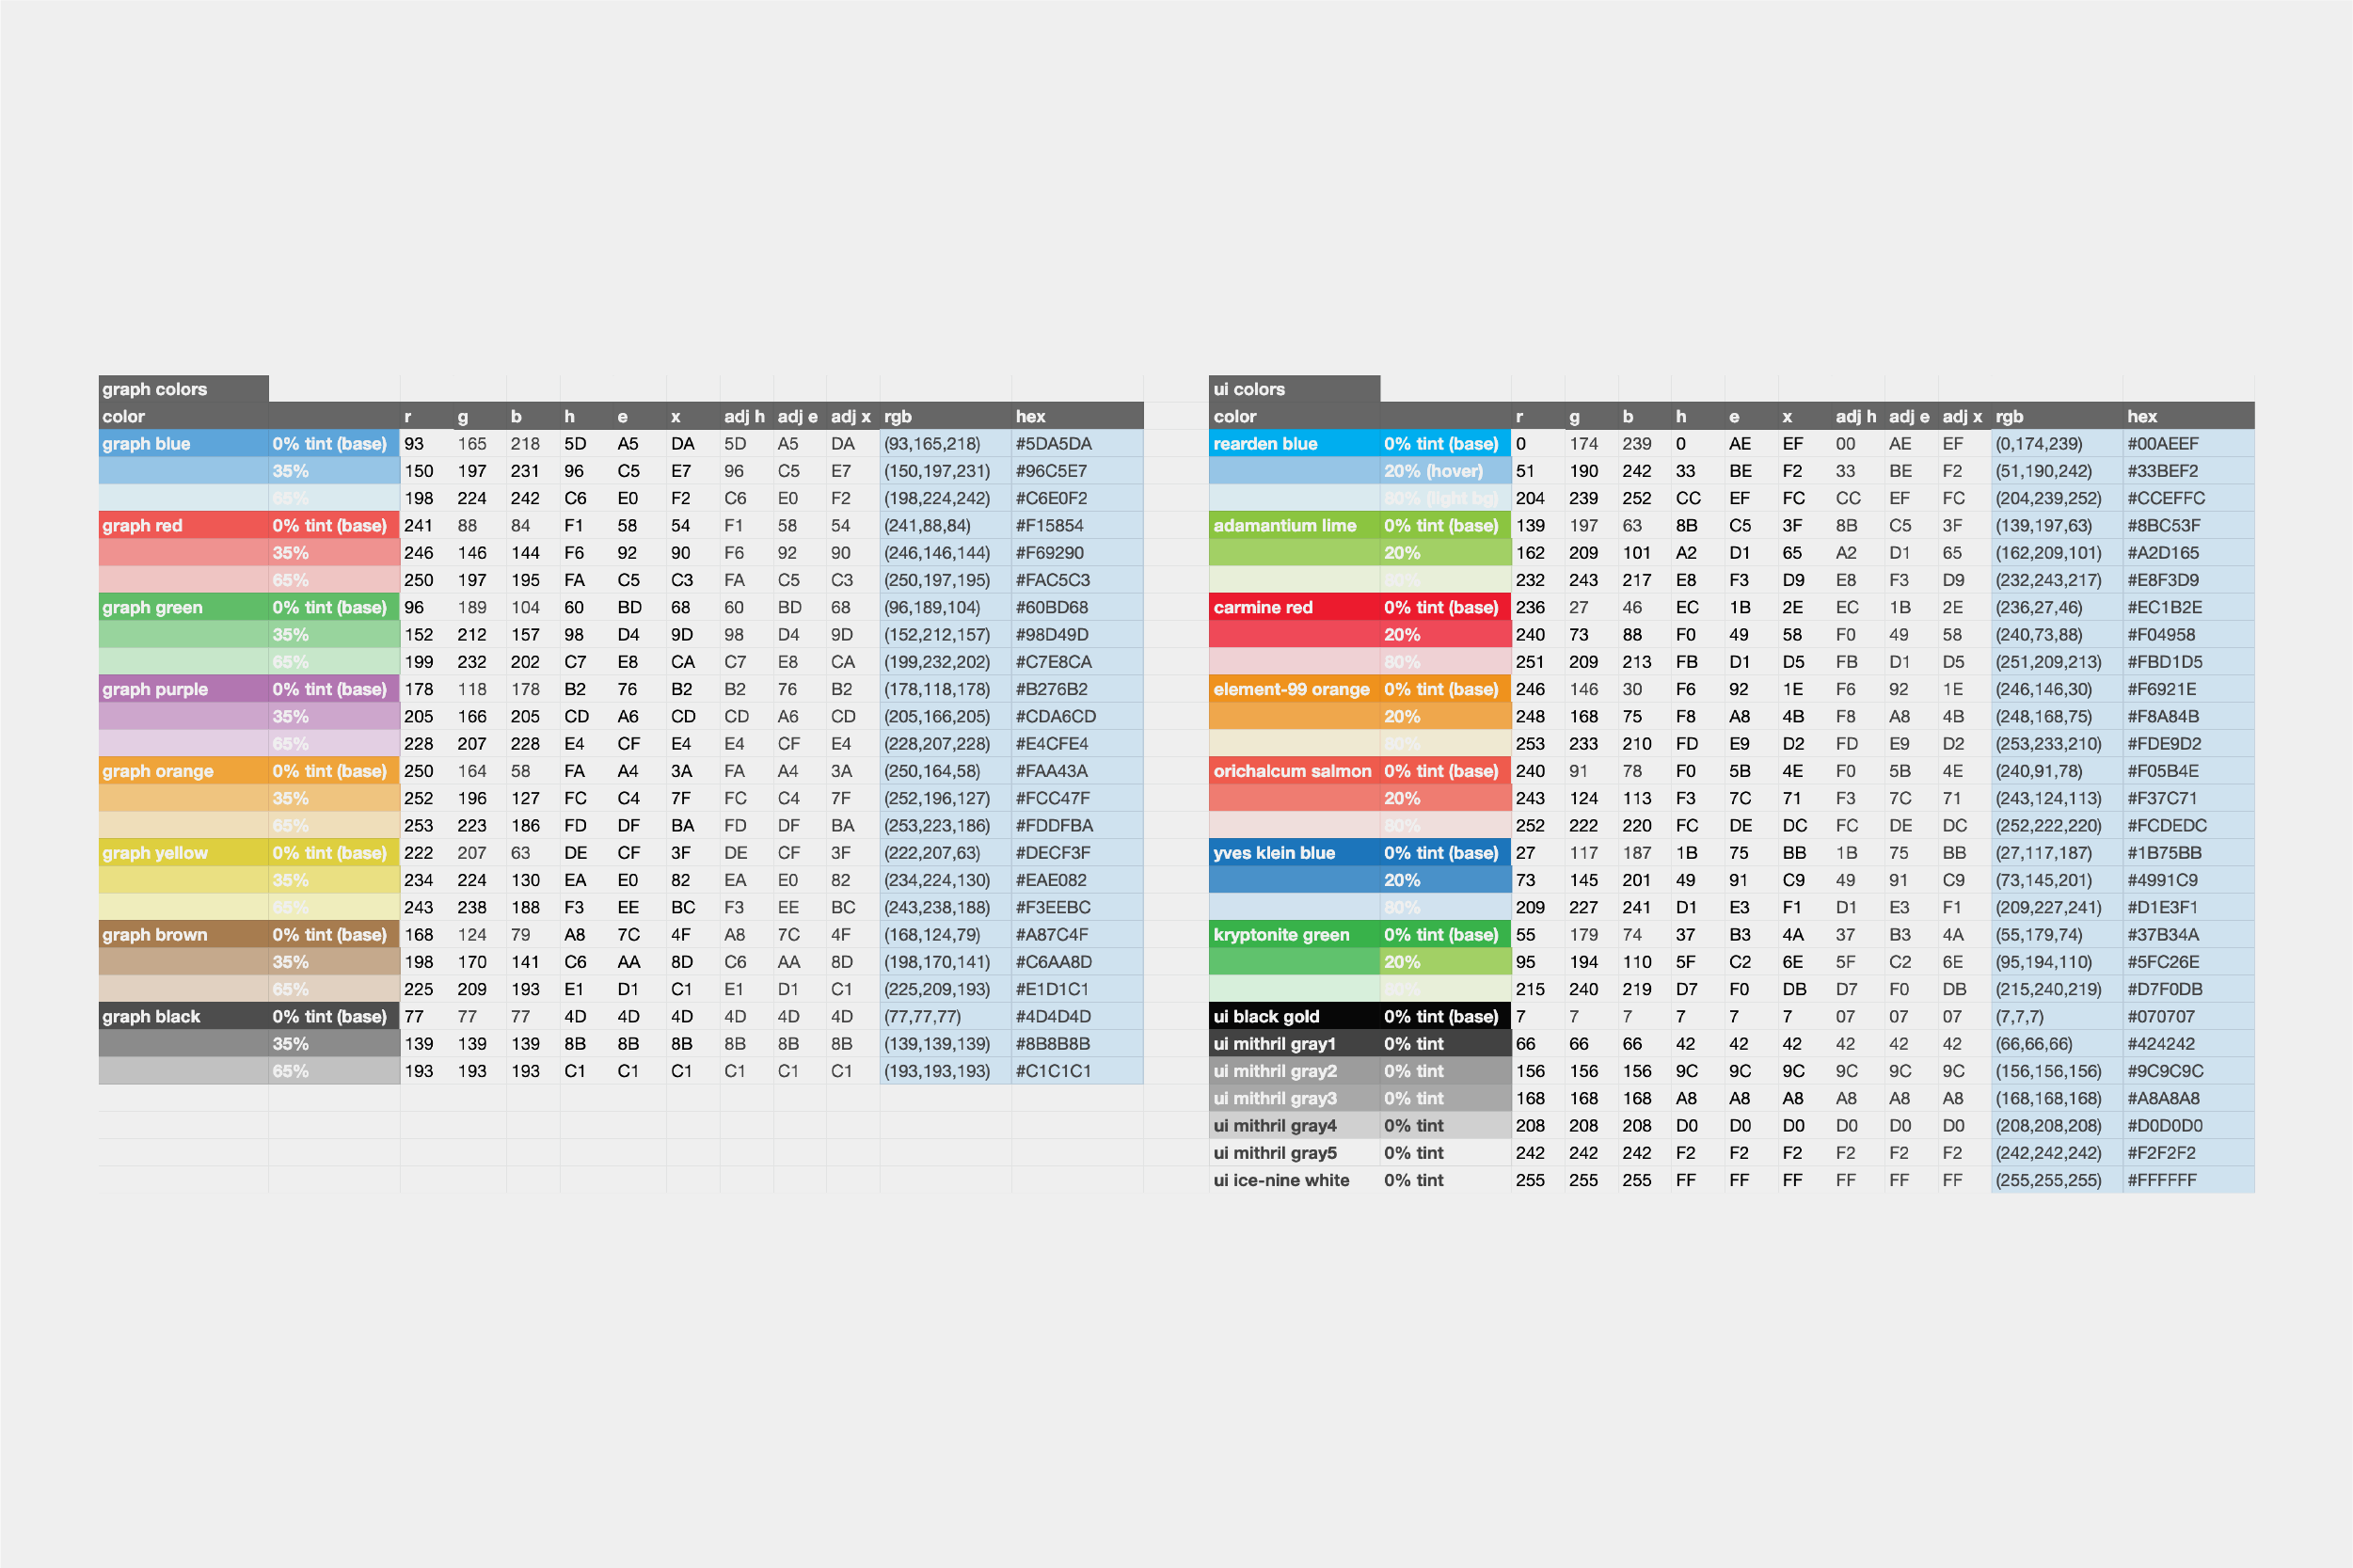 graph colors
color r g b h e x adj h adj e adj x rgb hex
graph blue 0% tint (base) 93 165 218 5D A5 DA 5D A5 DA (93,165,218) #5DA5DA
35% 150 197 231 96 C5 E7 96 C5 E7 (150,197,231) #96C5E7
65% 198 224 242 C6 E0 F2 C6 E0 F2 (198,224,242) #C6E0F2
graph red 0% tint (base) 241 88 84 F1 58 54 F1 58 54 (241,88,84) #F15854
35% 246 146 144 F6 92 90 F6 92 90 (246,146,144) #F69290
65% 250 197 195 FA C5 C3 FA C5 C3 (250,197,195) #FAC5C3
graph green 0% tint (base) 96 189 104 60 BD 68 60 BD 68 (96,189,104) #60BD68
35% 152 212 157 98 D4 9D 98 D4 9D (152,212,157) #98D49D
65% 199 232 202 C7 E8 CA C7 E8 CA (199,232,202) #C7E8CA
graph purple 0% tint (base) 178 118 178 B2 76 B2 B2 76 B2 (178,118,178) #B276B2
35% 205 166 205 CD A6 CD CD A6 CD (205,166,205) #CDA6CD
65% 228 207 228 E4 CF E4 E4 CF E4 (228,207,228) #E4CFE4
graph orange 0% tint (base) 250 164 58 FA A4 3A FA A4 3A (250,164,58) #FAA43A
35% 252 196 127 FC C4 7F FC C4 7F (252,196,127) #FCC47F
65% 253 223 186 FD DF BA FD DF BA (253,223,186) #FDDFBA
graph yellow 0% tint (base) 222 207 63 DE CF 3F DE CF 3F (222,207,63) #DECF3F
35% 234 224 130 EA E0 82 EA E0 82 (234,224,130) #EAE082
65% 243 238 188 F3 EE BC F3 EE BC (243,238,188) #F3EEBC
graph brown 0% tint (base) 168 124 79 A8 7C 4F A8 7C 4F (168,124,79) #A87C4F
35% 198 170 141 C6 AA 8D C6 AA 8D (198,170,141) #C6AA8D
65% 225 209 193 E1 D1 C1 E1 D1 C1 (225,209,193) #E1D1C1
graph black 0% tint (base) 77 77 77 4D 4D 4D 4D 4D 4D (77,77,77) #4D4D4D
35% 139 139 139 8B 8B 8B 8B 8B 8B (139,139,139) #8B8B8B
65% 193 193 193 C1 C1 C1 C1 C1 C1 (193,193,193) #C1C1C1
ui colors
color r g b h e x adj h adj e adj x rgb hex
rearden blue 0% tint (base) 0 174 239 0 AE EF 00 AE EF (0,174,239) #00AEEF
20% (hover) 51 190 242 33 BE F2 33 BE F2 (51,190,242) #33BEF2
80% (light bg) 204 239 252 CC EF FC CC EF FC (204,239,252) #CCEFFC
adamantium lime 0% tint (base) 139 197 63 8B C5 3F 8B C5 3F (139,197,63) #8BC53F
20% 162 209 101 A2 D1 65 A2 D1 65 (162,209,101) #A2D165
80% 232 243 217 E8 F3 D9 E8 F3 D9 (232,243,217) #E8F3D9
carmine red 0% tint (base) 236 27 46 EC 1B 2E EC 1B 2E (236,27,46) #EC1B2E
20% 240 73 88 F0 49 58 F0 49 58 (240,73,88) #F04958
80% 251 209 213 FB D1 D5 FB D1 D5 (251,209,213) #FBD1D5
element-99 orange 0% tint (base) 246 146 30 F6 92 1E F6 92 1E (246,146,30) #F6921E
20% 248 168 75 F8 A8 4B F8 A8 4B (248,168,75) #F8A84B
80% 253 233 210 FD E9 D2 FD E9 D2 (253,233,210) #FDE9D2
orichalcum salmon 0% tint (base) 240 91 78 F0 5B 4E F0 5B 4E (240,91,78) #F05B4E
20% 243 124 113 F3 7C 71 F3 7C 71 (243,124,113) #F37C71
80% 252 222 220 FC DE DC FC DE DC (252,222,220) #FCDEDC
yves klein blue 0% tint (base) 27 117 187 1B 75 BB 1B 75 BB (27,117,187) #1B75BB
20% 73 145 201 49 91 C9 49 91 C9 (73,145,201) #4991C9
80% 209 227 241 D1 E3 F1 D1 E3 F1 (209,227,241) #D1E3F1
kryptonite green 0% tint (base) 55 179 74 37 B3 4A 37 B3 4A (55,179,74) #37B34A
20% 95 194 110 5F C2 6E 5F C2 6E (95,194,110) #5FC26E
80% 215 240 219 D7 F0 DB D7 F0 DB (215,240,219) #D7F0DB
ui black gold 0% tint (base) 7 7 7 7 7 7 07 07 07 (7,7,7) #070707
ui mithril gray1 0% tint 66 66 66 42 42 42 42 42 42 (66,66,66) #424242
ui mithril gray2 0% tint 156 156 156 9C 9C 9C 9C 9C 9C (156,156,156) #9C9C9C
ui mithril gray3 0% tint 168 168 168 A8 A8 A8 A8 A8 A8 (168,168,168) #A8A8A8
ui mithril gray4 0% tint 208 208 208 D0 D0 D0 D0 D0 D0 (208,208,208) #D0D0D0
ui mithril gray5 0% tint 242 242 242 F2 F2 F2 F2 F2 F2 (242,242,242) #F2F2F2
ui ice-nine white 0% tint 255 255 255 FF FF FF FF FF FF (255,255,255) #FFFFFF